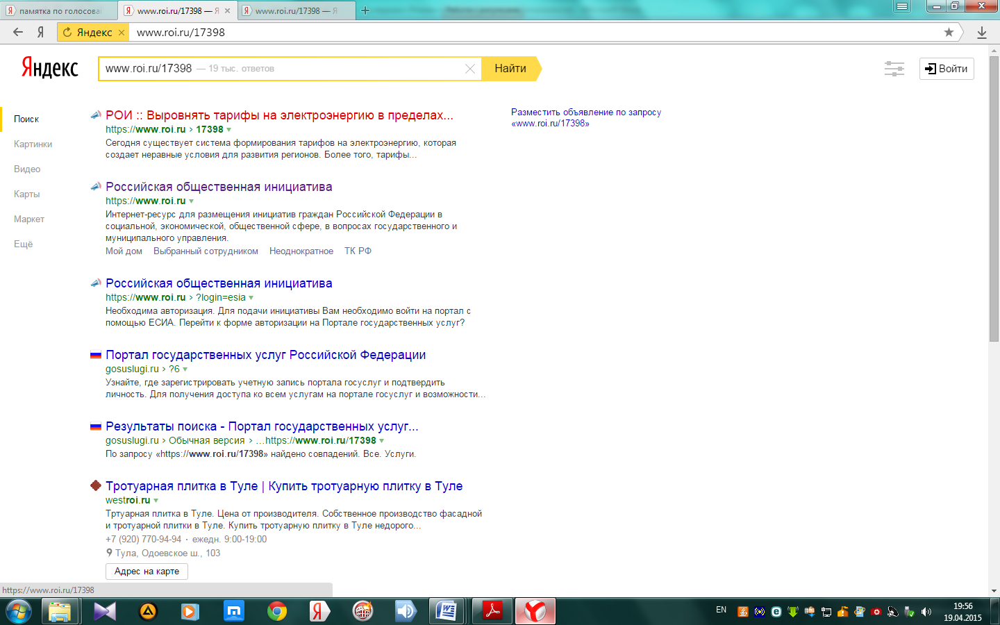 памятка по голосова
www.roi.ru/17398 — Я
www.roi.ru/17398 — Я
Яндекс
www.roi.ru/17398
Яндекс
www.roi.ru/17398 — 19 тыс. ответов
Найти
Войти
Поиск
Картинки
Видео
Карты
Маркет
Ещё
РОИ :: Выровнять тарифы на электроэнергию в пределах...
https://www.roi.ru › 17398
Сегодня существует система формирования тарифов на электроэнергию, которая
создает неравные условия для развития регионов. Более того, тарифы...
Российская общественная инициатива
https://www.roi.ru
Интернет-ресурс для размещения инициатив граждан Российской Федерации в
социальной, экономической, общественной сфере, в вопросах государственного и
муниципального управления.
Мой дом Выбранный сотрудником Неоднократное ТК РФ
Российская общественная инициатива
https://www.roi.ru › ?login=esia
Необходима авторизация. Для подачи инициативы Вам необходимо войти на портал с
помощью ЕСИА. Перейти к форме авторизации на Портале государственных услуг?
Портал государственных услуг Российской Федерации
gosuslugi.ru › ?6
Узнайте, где зарегистрировать учетную запись портала госуслуг и подтвердить
личность. Для получения доступа ко всем услугам на портале госуслуг и возможности...
Результаты поиска - Портал государственных услуг...
gosuslugi.ru › Обычная версия › …https://www.roi.ru/17398
По запросу «https://www.roi.ru/17398» найдено совпадений. Все. Услуги.
Тротуарная плитка в Туле | Купить тротуарную плитку в Туле
westroi.ru
Тртуарная плитка в Туле. Цена от производителя. Собственное производство фасадной
и тротуарной плитки в Туле. Купить тротуарную плитку в Туле недорого...
+7 (920) 770-94-94 · ежедн. 9:00-19:00
Тула, Одоевское ш., 103
Адрес на карте
Разместить объявление по запросу
«www.roi.ru/17398»
https://www.roi.ru/17398
EN
19:56
19.04.2015